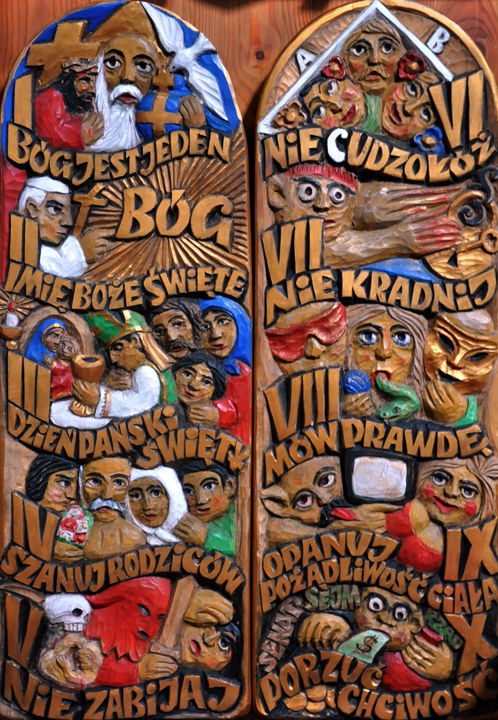 I
BÓG JEST JEDEN
BÓG
II
IMIĘ BOŻE ŚWIĘTE
III
DZIEŃ PAŃSKI
ŚWIĘTY
IV
SZANUJ RODZICÓW
V
NIE ZABIJAJ
A B
VI
NIE CUDZOŁÓŻ
VII
NIE KRADNIJ
VIII
MÓW PRAWDĘ
IX
OPANUJ
POŻĄDLIWOŚĆ CIAŁA
SENAT SEJM RZĄD
$
X
PORZUĆ
CHCIWOŚĆ